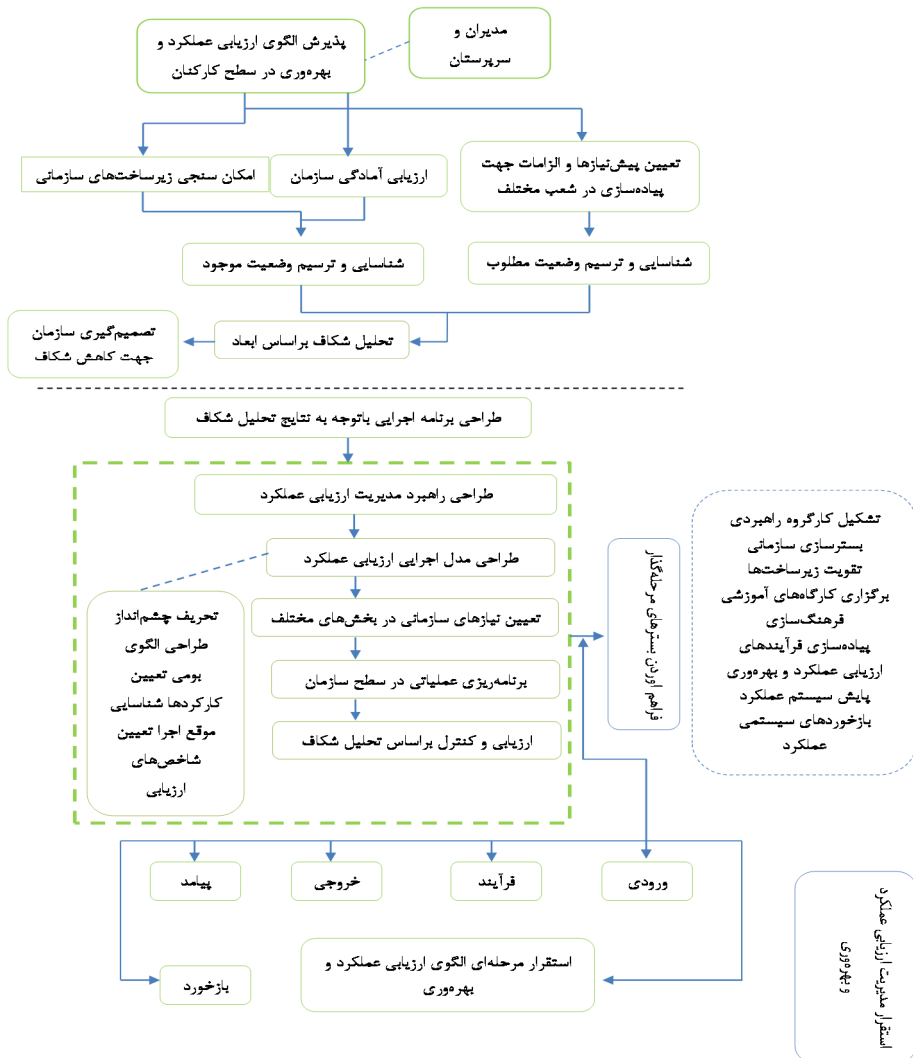 مدیران و
سرپرستان
پذیرش الگوی ارزیابی عملکرد و
بهره‌وری در سطح کارکنان
تعیین پیش‌نیازها و الزامات جهت
پیاده‌سازی در شعب مختلف
ارزیابی آمادگی سازمان
امکان سنجی زیرساخت‌های سازمانی
شناسایی و ترسیم وضعیت مطلوب
شناسایی و ترسیم وضعیت موجود
تحلیل شکاف براساس ابعاد
تصمیم‌گیری سازمان
جهت کاهش شکاف
طراحی برنامه اجرایی باتوجه به نتایج تحلیل شکاف
طراحی راهبرد مدیریت ارزیابی عملکرد
طراحی مدل اجرایی ارزیابی عملکرد
تعیین نیازهای سازمانی در بخش‌های مختلف
برنامه‌ریزی عملیاتی در سطح سازمان
ارزیابی و کنترل براساس تحلیل شکاف
تحریف چشم‌انداز
طراحی الگوی
بومی تعیین
کارکردها شناسایی
موقع اجرا تعیین
شاخص‌های
ارزیابی
فراهم آوردن بسترهای مرحله‌گذار
تشکیل کارگروه راهبردی
بسترسازی سازمانی
تقویت زیرساخت‌ها
برگزاری کارگاه‌های آموزشی
فرهنگ‌سازی
پیاده‌سازی فرآیندهای
ارزیابی عملکرد و بهره‌وری
پایش سیستم عملکرد
بازخوردهای سیستمی
عملکرد
ورودی
فرآیند
خروجی
پیامد
استقرار مرحله‌ای الگوی ارزیابی عملکرد و
بهره‌وری
بازخورد
استقرار مدیریت ارزیابی عملکرد
و بهره‌وری